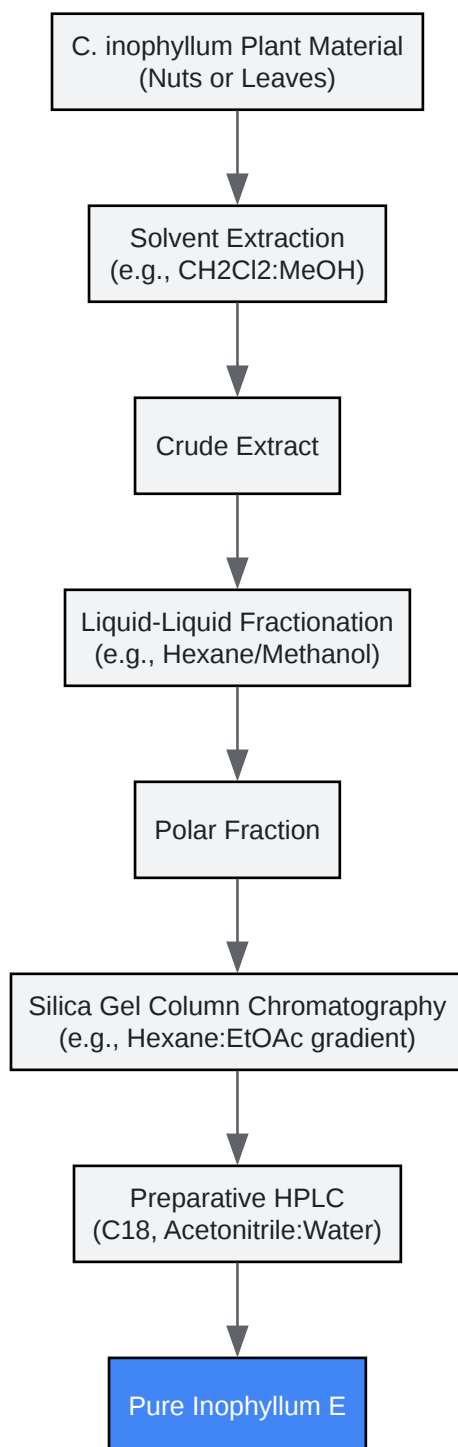 C. inophyllum Plant Material
(Nuts or Leaves)
Solvent Extraction
(e.g., CH2Cl2:MeOH)
Crude Extract
Liquid-Liquid Fractionation
(e.g., Hexane/Methanol)
Polar Fraction
Silica Gel Column Chromatography
(e.g., Hexane:EtOAc gradient)
Preparative HPLC
(C18, Acetonitrile:Water)
Pure Inophyllum E